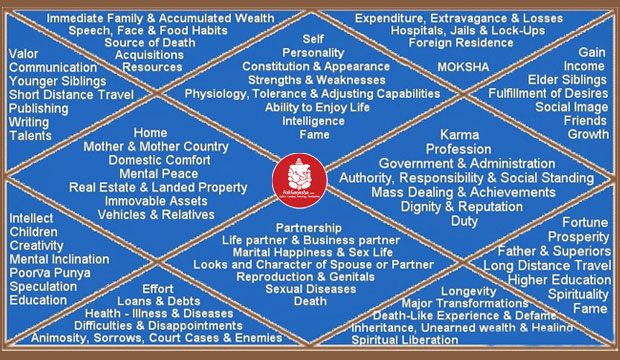 Immediate Family & Accumulated Wealth
Speech, Face & Food Habits
Source of Death
Acquisitions
Resources
Self
Personality
Constitution & Appearance
Strengths & Weaknesses
Physiology, Tolerance & Adjusting Capabilities
Ability to Enjoy Life
Intelligence
Fame
Expenditure, Extravagance & Losses
Hospitals, Jails & Lock-Ups
Foreign Residence
MOKSHA
Valor
Communication
Younger Siblings
Short Distance Travel
Publishing
Writing
Talents
Gain
Income
Elder Siblings
Fulfillment of Desires
Social Image
Friends
Growth
Home
Mother & Mother Country
Domestic Comfort
Mental Peace
Real Estate & Landed Property
Immovable Assets
Vehicles & Relatives
AskGanesha
Karma
Profession
Government & Administration
Authority, Responsibility & Social Standing
Mass Dealing & Achievements
Dignity & Reputation
Duty
Intellect
Children
Creativity
Mental Inclination
Poorva Punya
Speculation
Education
Partnership
Life partner & Business partner
Marital Happiness & Sex Life
Looks and Character of Spouse or Partner
Reproduction & Genitals
Sexual Diseases
Death
Fortune
Prosperity
Father & Superiors
Long Distance Travel
Higher Education
Spirituality
Fame
Effort
Loans & Debts
Health - Illness & Diseases
Difficulties & Disappointments
Animosity, Sorrows, Court Cases & Enemies
Longevity
Major Transformations
Death-Like Experience & Defame
Inheritance, Unearned wealth & Healing
Spiritual Liberation